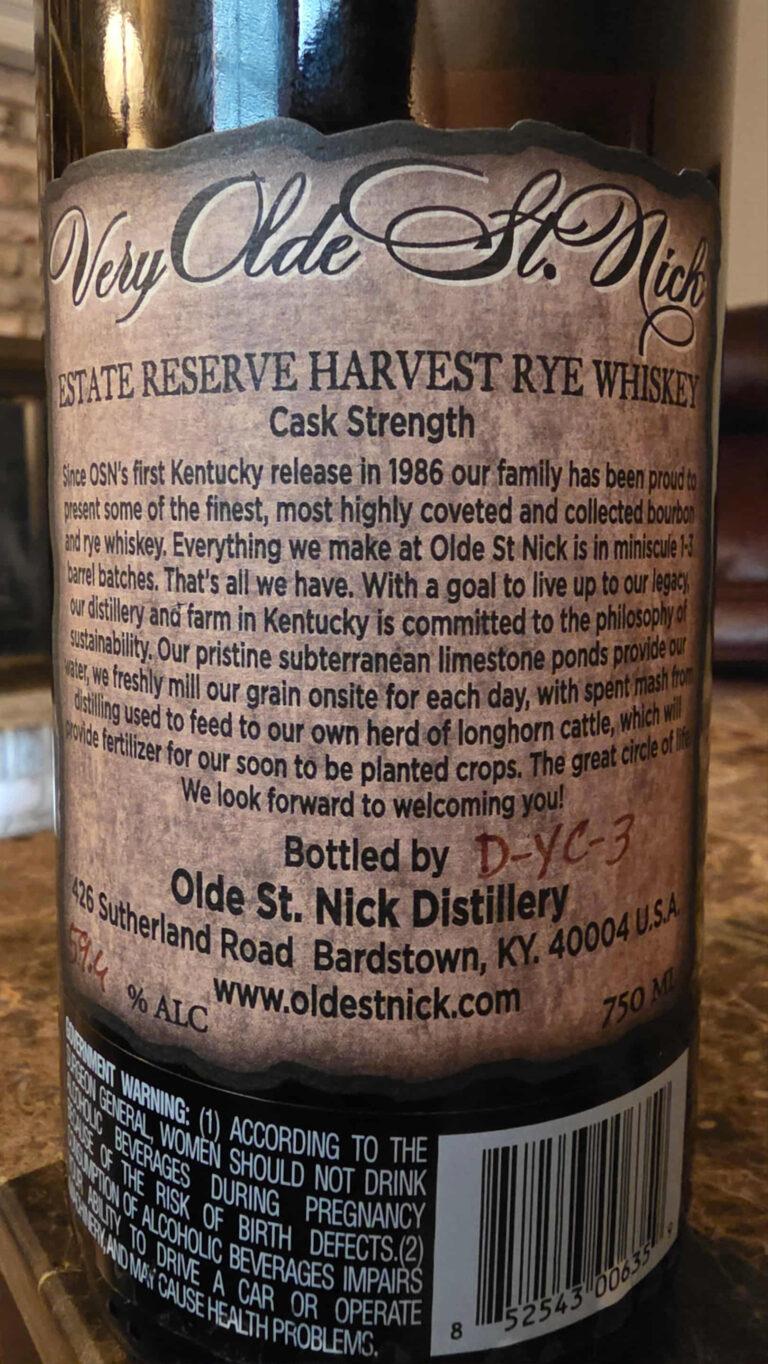 Very Olde St. Nick
ESTATE RESERVE HARVEST RYE WHISKEY
Cask Strength
Since OSN's first Kentucky release in 1986 our family has been proud to
present some of the finest, most highly coveted and collected bourbon
and rye whiskey. Everything we make at Olde St Nick is in miniscule 1-3
barrel batches. That's all we have. With a goal to live up to our legacy,
our distillery and farm in Kentucky is committed to the philosophy of
sustainability. Our pristine subterranean limestone ponds provide our
water, we freshly mill our grain onsite for each day, with spent mash from
distilling used to feed to our own herd of longhorn cattle, which will
provide fertilizer for our soon to be planted crops. The great circle of life.
We look forward to welcoming you!
Bottled by D-YC-3
Olde St. Nick Distillery
426 Sutherland Road Bardstown, KY. 40004 U.S.A.
59.4 % ALC www.oldestnick.com 750 ML
GOVERNMENT WARNING: (1) ACCORDING TO THE
SURGEON GENERAL, WOMEN SHOULD NOT DRINK
ALCOHOLIC BEVERAGES DURING PREGNANCY
BECAUSE OF THE RISK OF BIRTH DEFECTS.(2)
CONSUMPTION OF ALCOHOLIC BEVERAGES IMPAIRS
YOUR ABILITY TO DRIVE A CAR OR OPERATE
MACHINERY, AND MAY CAUSE HEALTH PROBLEMS.
8 52543 00635 9